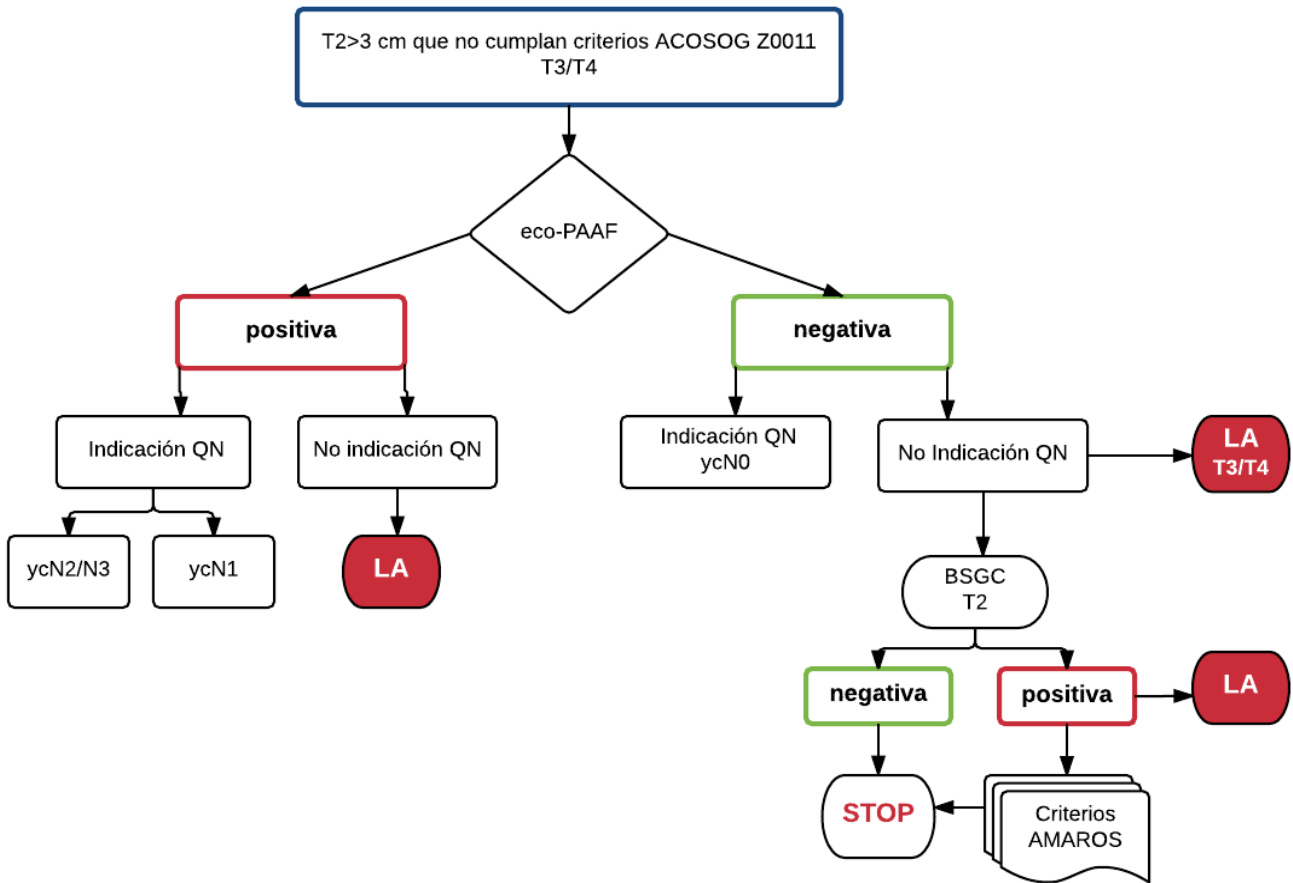 T2>3 cm que no cumplan criterios ACOSOG Z0011
T3/T4
eco-PAAF
positiva
negativa
Indicación QN
No indicación QN
Indicación QN
ycN0
No Indicación QN
LA
T3/T4
ycN2/N3
ycN1
LA
BSGC
T2
negativa
positiva
LA
STOP
Criterios
AMAROS